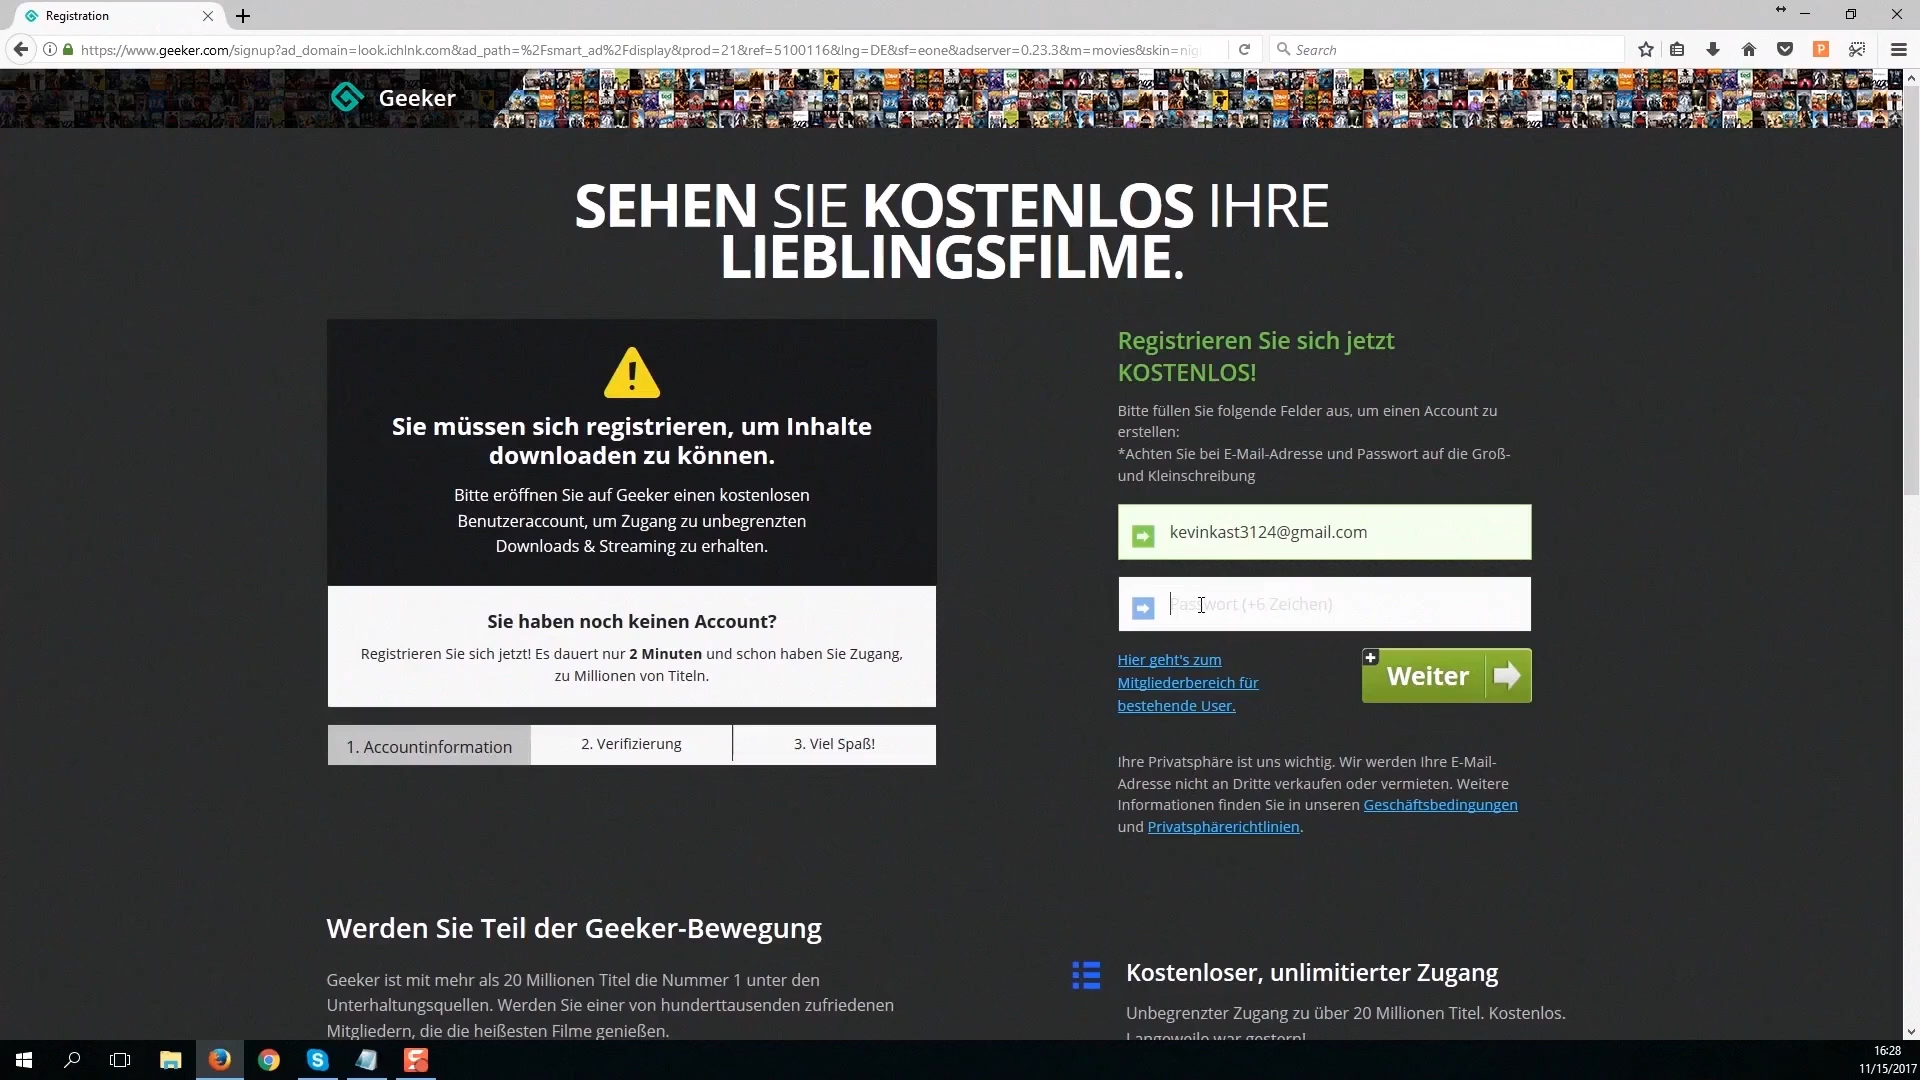 Registration
https://www.geeker.com/signup?ad_domain=look.ichlnk.com&ad_path=%2Fsmart_ad%2Fdisplay&prod=21&ref=5100116&lng=DE&sf=eone&adserver=0.23.3&m=movies&skin=nig
Search
Geeker
SEHEN SIE KOSTENLOS IHRE
LIEBLINGSFILME.
Sie müssen sich registrieren, um Inhalte
downloaden zu können.
Bitte eröffnen Sie auf Geeker einen kostenlosen
Benutzeraccount, um Zugang zu unbegrenzten
Downloads & Streaming zu erhalten.
Sie haben noch keinen Account?
Registrieren Sie sich jetzt! Es dauert nur 2 Minuten und schon haben Sie Zugang,
zu Millionen von Titeln.
1. Accountinformation
2. Verifizierung
3. Viel Spaß!
Registrieren Sie sich jetzt
KOSTENLOS!
Bitte füllen Sie folgende Felder aus, um einen Account zu
erstellen:
*Achten Sie bei E-Mail-Adresse und Passwort auf die Groß-
und Kleinschreibung
kevinkast3124@gmail.com
Passwort (+6 Zeichen)
Hier geht's zum
Mitgliederbereich für
bestehende User.
Weiter
Ihre Privatsphäre ist uns wichtig. Wir werden Ihre E-Mail-
Adresse nicht an Dritte verkaufen oder vermieten. Weitere
Informationen finden Sie in unseren Geschäftsbedingungen
und Privatsphärerichtlinien.
Werden Sie Teil der Geeker-Bewegung
Geeker ist mit mehr als 20 Millionen Titel die Nummer 1 unter den
Unterhaltungsquellen. Werden Sie einer von hunderttausenden zufriedenen
Mitgliedern, die die heißesten Filme genießen.
Kostenloser, unlimitierter Zugang
Unbegrenzter Zugang zu über 20 Millionen Titel. Kostenlos.
Langeweile war gestern!
16:28
11/15/2017